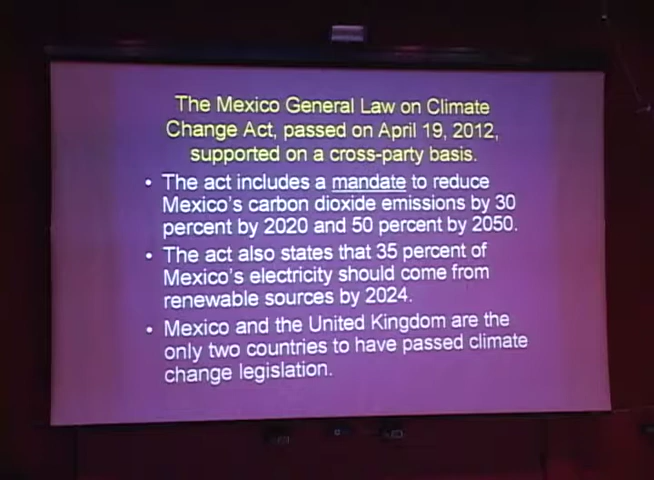 The Mexico General Law on Climate
Change Act, passed on April 19, 2012,
supported on a cross-party basis.
• The act includes a mandate to reduce
Mexico's carbon dioxide emissions by 30
percent by 2020 and 50 percent by 2050.
• The act also states that 35 percent of
Mexico's electricity should come from
renewable sources by 2024.
• Mexico and the United Kingdom are the
only two countries to have passed climate
change legislation.